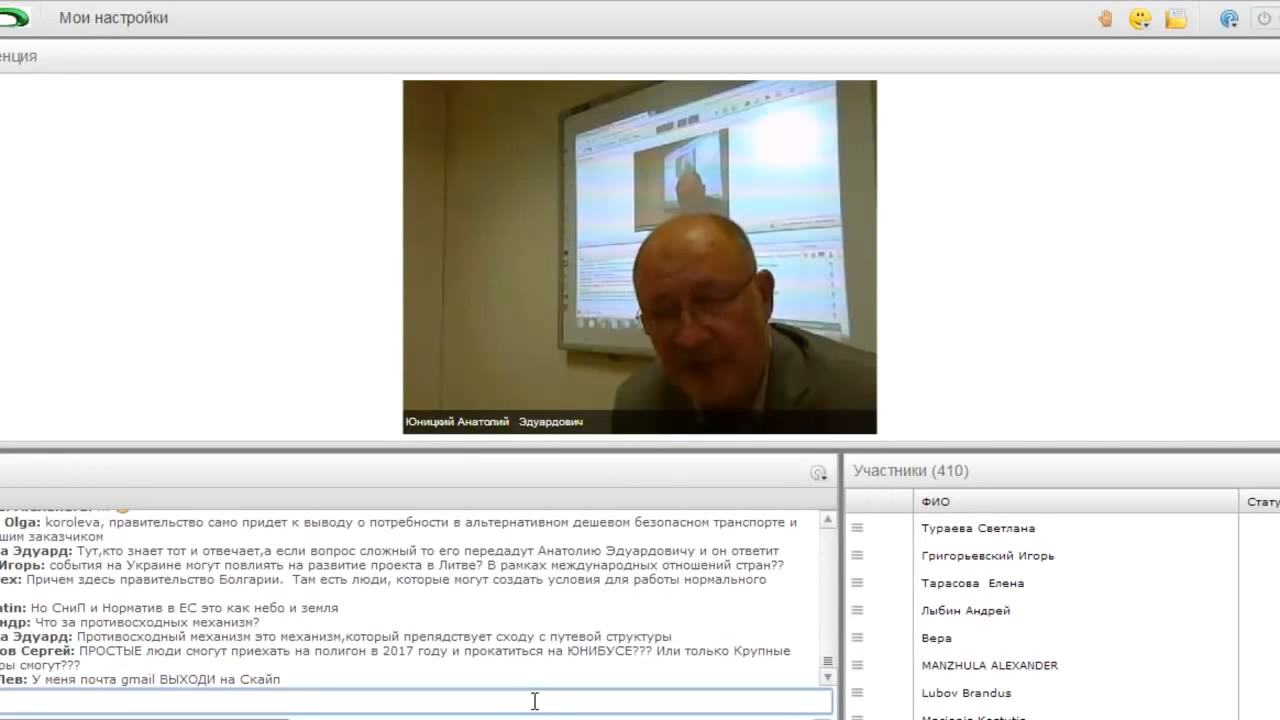 Мои настройки
енция
Юницкий Анатолий Эдуардович
Участники (410)
ФИО
Стату
Olga: koroleva, правительство само придет к выводу о потребности в альтернативном дешевом безопасном транспорте и
шим заказчиком
а Эдуард: Тут,кто знает тот и отвечает,а если вопрос сложный то его передадут Анатолию Эдуардовичу и он ответит
Игорь: события на Украине могут повлиять на развитие проекта в Литве? В рамках международных отношений стран??
ex: Причем здесь правительство Болгарии. Там есть люди, которые могут создать условия для работы нормального
tin: Но СниП и Норматив в ЕС это как небо и земля
ндр: Что за противосходных механизм?
а Эдуард: Противосходный механизм это механизм,который препядствует сходу с путевой структуры
ов Сергей: ПРОСТЫЕ люди смогут приехать на полигон в 2017 году и прокатиться на ЮНИБУСЕ??? Или только Крупные
ры смогут???
Лев: У меня почта gmail ВЫХОДИ на Скайп
Тураева Светлана
Григорьевский Игорь
Тарасова Елена
Лыбин Андрей
Вера
MANZHULA ALEXANDER
Lubov Brandus